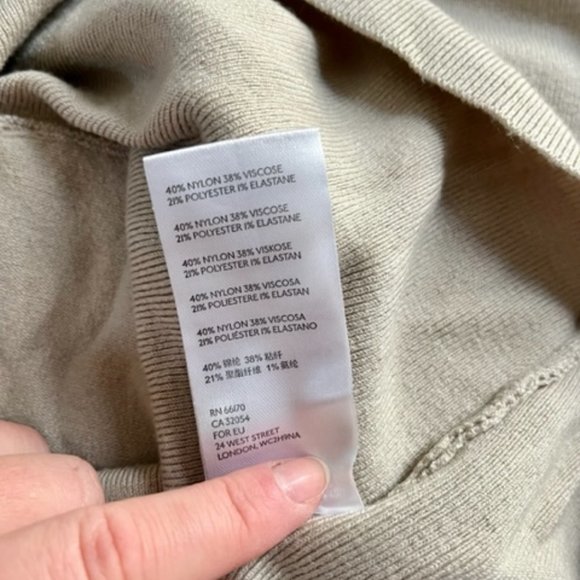 40% NYLON 38% VISCOSE
21% POLYESTER 1% ELASTANE
40% NYLON 38% VISCOSE
21% POLYESTER 1% ELASTANE
40% NYLON 38% VISKOSE
21% POLYESTER 1% ELASTAN
40% NYLON 38% VISCOSA
21% POLIESTERE 1% ELASTAN
40% NYLON 38% VISCOSA
21% POLIÉSTER 1% ELASTANO
40% 锦纶 38% 粘纤
21% 聚酯纤维 1% 氨纶
RN 66170
CA 32054
FOR EU
24 WEST STREET
LONDON, WC2H9NA